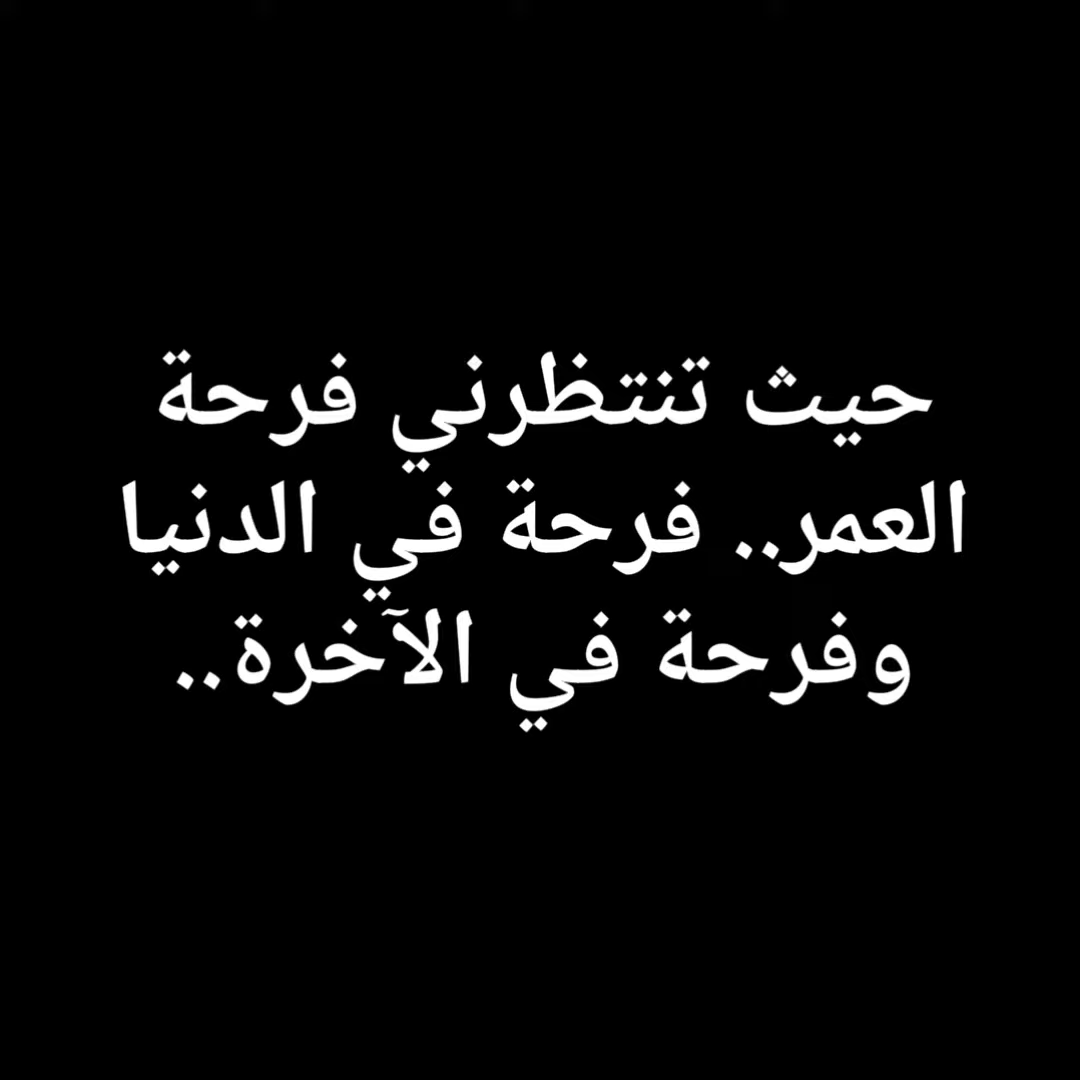 حيث تنتظرني فرحة
العمر.. فرحة في الدنيا
وفرحة في الآخرة..